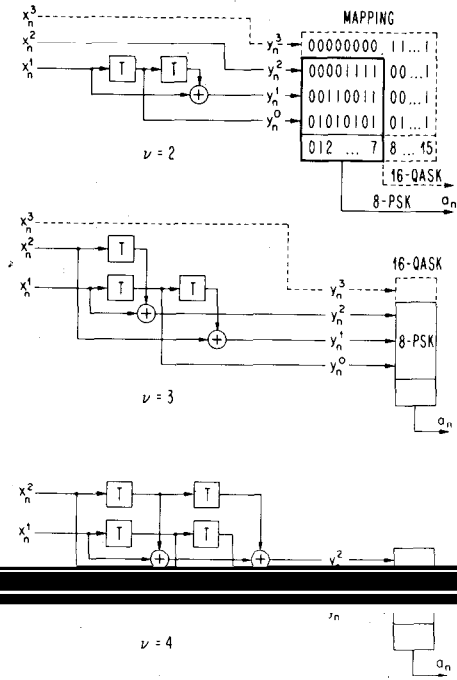 x_n^3
x_n^2
x_n^1
T
T
+
ν = 2
MAPPING
y_n^3 00000000 11...1
y_n^2 00001111 00...1
y_n^1 00110011 00...1
y_n^0 01010101 01...1
012 ... 7 8 ... 15
16-QASK
8-PSK a_n
x_n^3
x_n^2
x_n^1
T
T
T
+
+
16-QASK
y_n^3
y_n^2
y_n^1
y_n^0
8-PSK
a_n
ν = 3
x_n^2
x_n^1
T
T
T
T
+
+
a_n
ν = 4